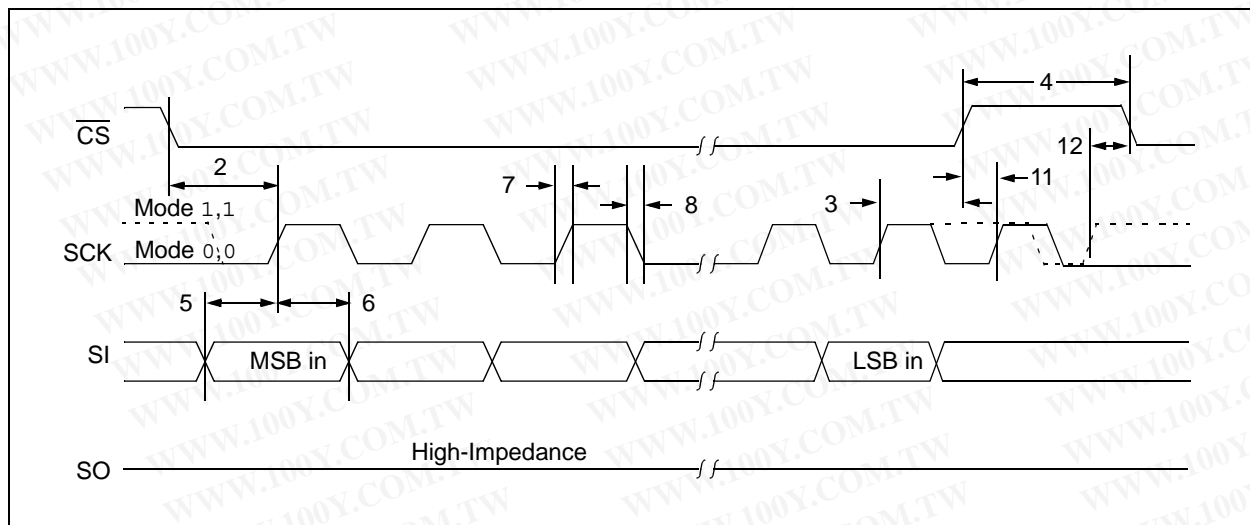 4
CS
12
2
7
8
3
11
Mode 1,1
SCK
Mode 0,0
5
6
SI
MSB in
LSB in
High-Impedance
SO
WWW.100Y.COM.TW